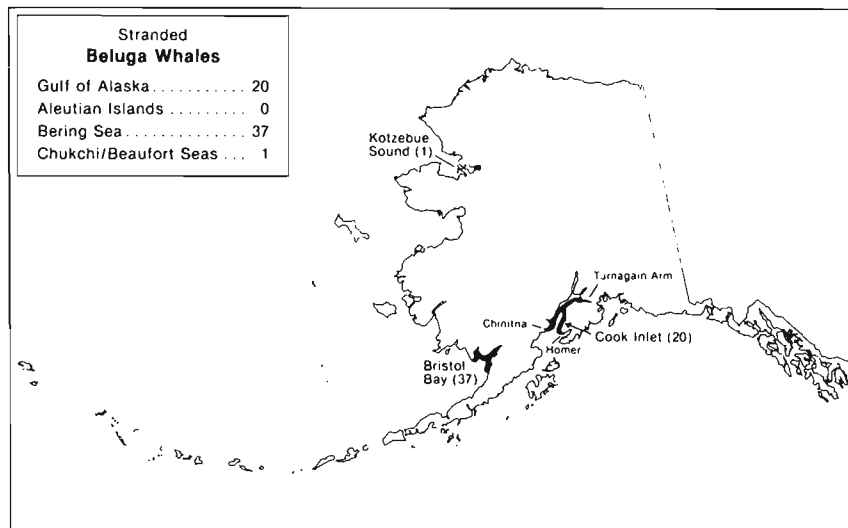 Stranded
Beluga Whales
Gulf of Alaska ........... 20
Aleutian Islands ......... 0
Bering Sea .............. 37
Chukchi/Beaufort Seas ... 1
Kotzebue
Sound (1)
Turnagain Arm
Chinitna
Cook Inlet (20)
Homer
Bristol
Bay (37)